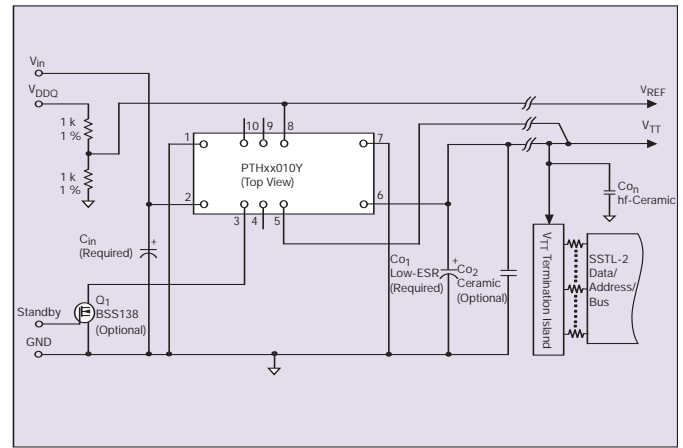 Vin
VDDQ
1 k
1 %
1 k
1 %
10
9
8
1
7
PTHxx010Y
(Top View)
2
6
3
4
5
VREF
VTT
Con
hf-Ceramic
Cin
(Required)
+
Co1
Low-ESR
(Required)
+
Co2
Ceramic
(Optional)
VTT Termination Island
SSTL-2
Data/
Address/
Bus
Q1
BSS138
(Optional)
Standby
GND